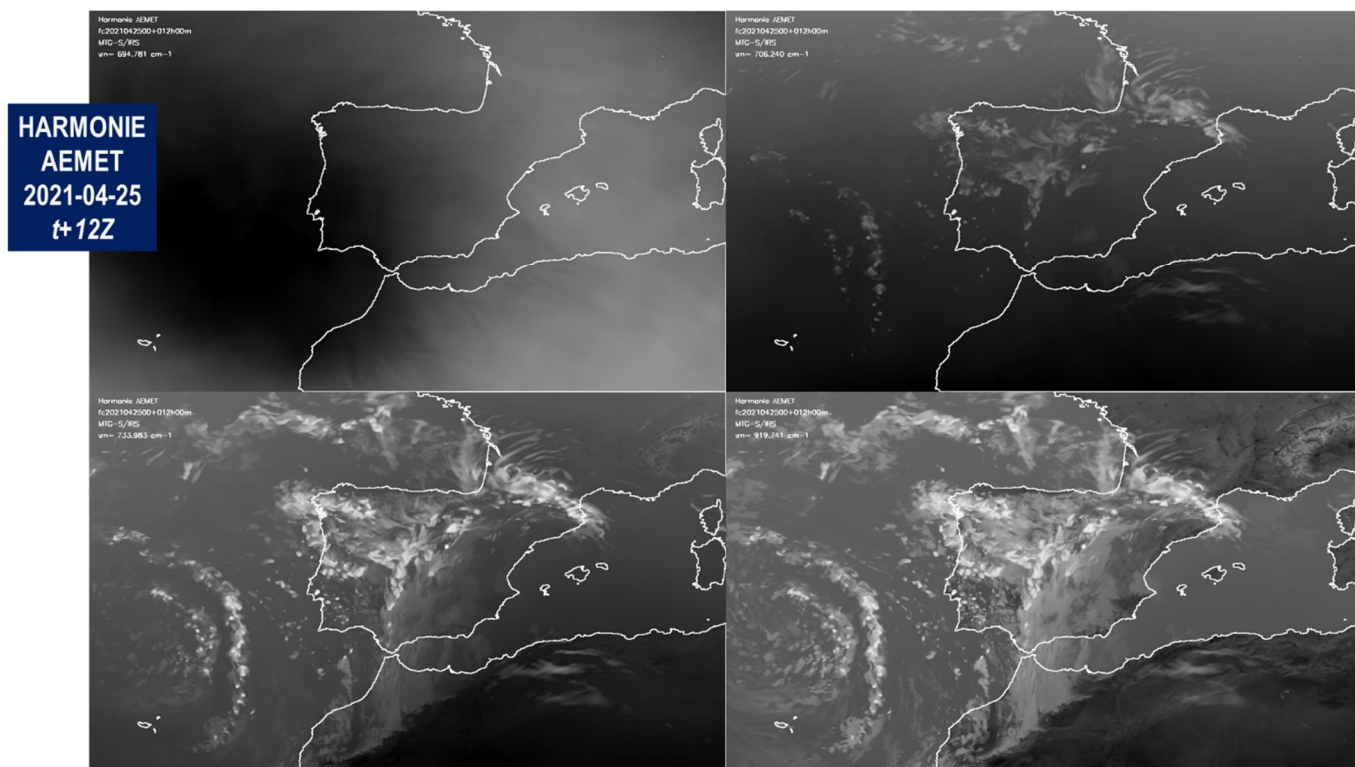 HARMONIE
AEMET
2021-04-25
t+12Z
Harmonie AEMET
fc2021042500+012h00m
MTG-S/IRS
wn= 694.781 cm-1
Harmonie AEMET
fc2021042500+012h00m
MTG-S/IRS
wn= 706.240 cm-1
Harmonie AEMET
fc2021042500+012h00m
MTG-S/IRS
wn= 733.983 cm-1
Harmonie AEMET
fc2021042500+012h00m
MTG-S/IRS
wn= 919.741 cm-1